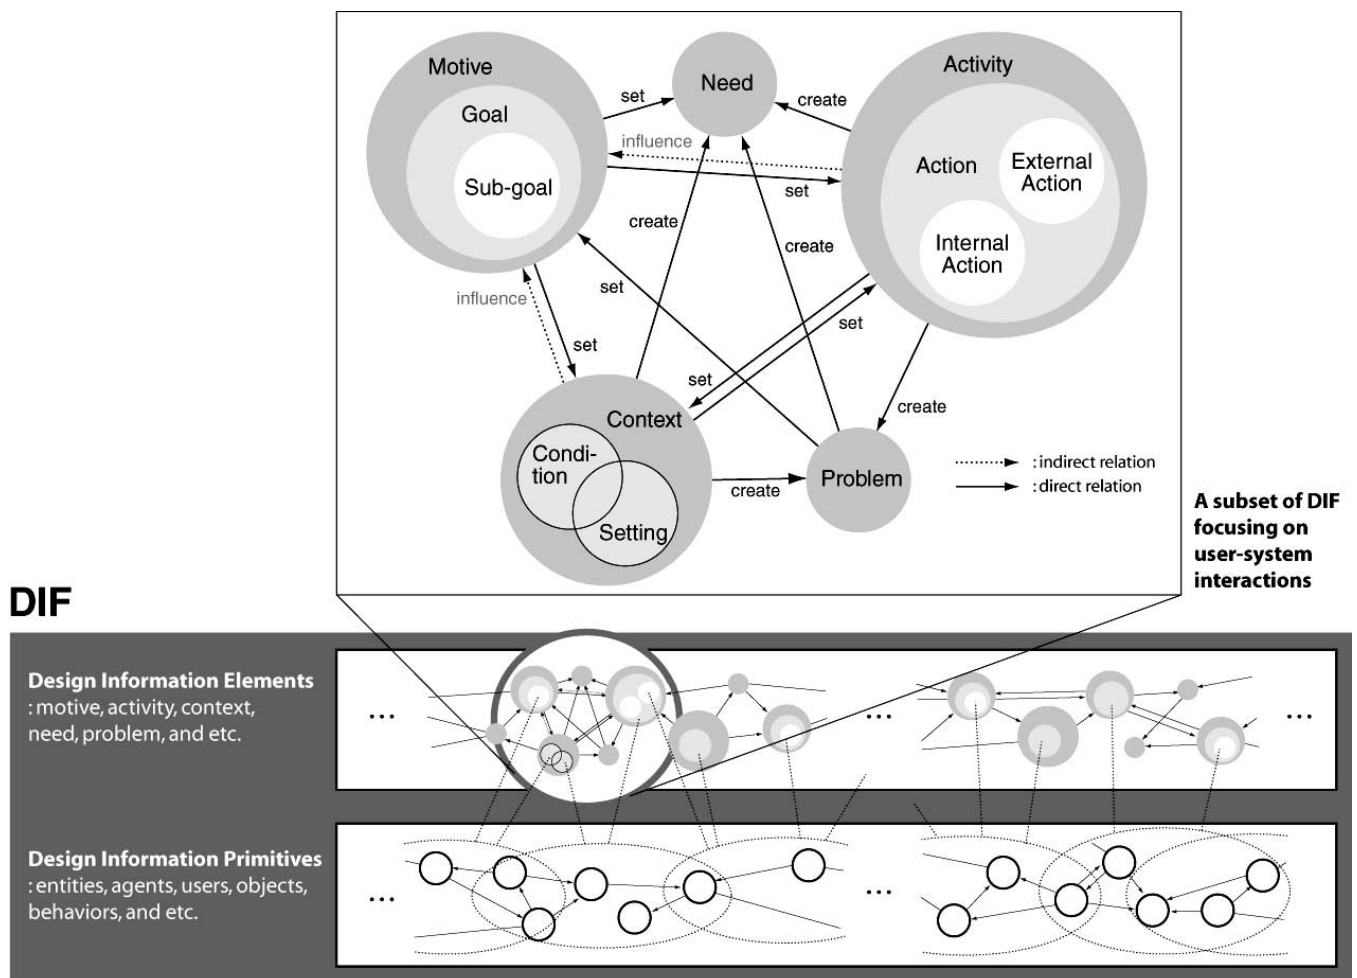 Motive
Goal
Sub-goal
Need
Activity
Action
External
Action
Internal
Action
set
create
influence
set
create
create
set
influence
set
set
set
create
Context
Condi-
tion
Setting
create
Problem
: indirect relation
: direct relation
A subset of DIF
focusing on
user-system
interactions
DIF
Design Information Elements
: motive, activity, context,
need, problem, and etc.
...
...
...
Design Information Primitives
: entities, agents, users, objects,
behaviors, and etc.
...
...
...